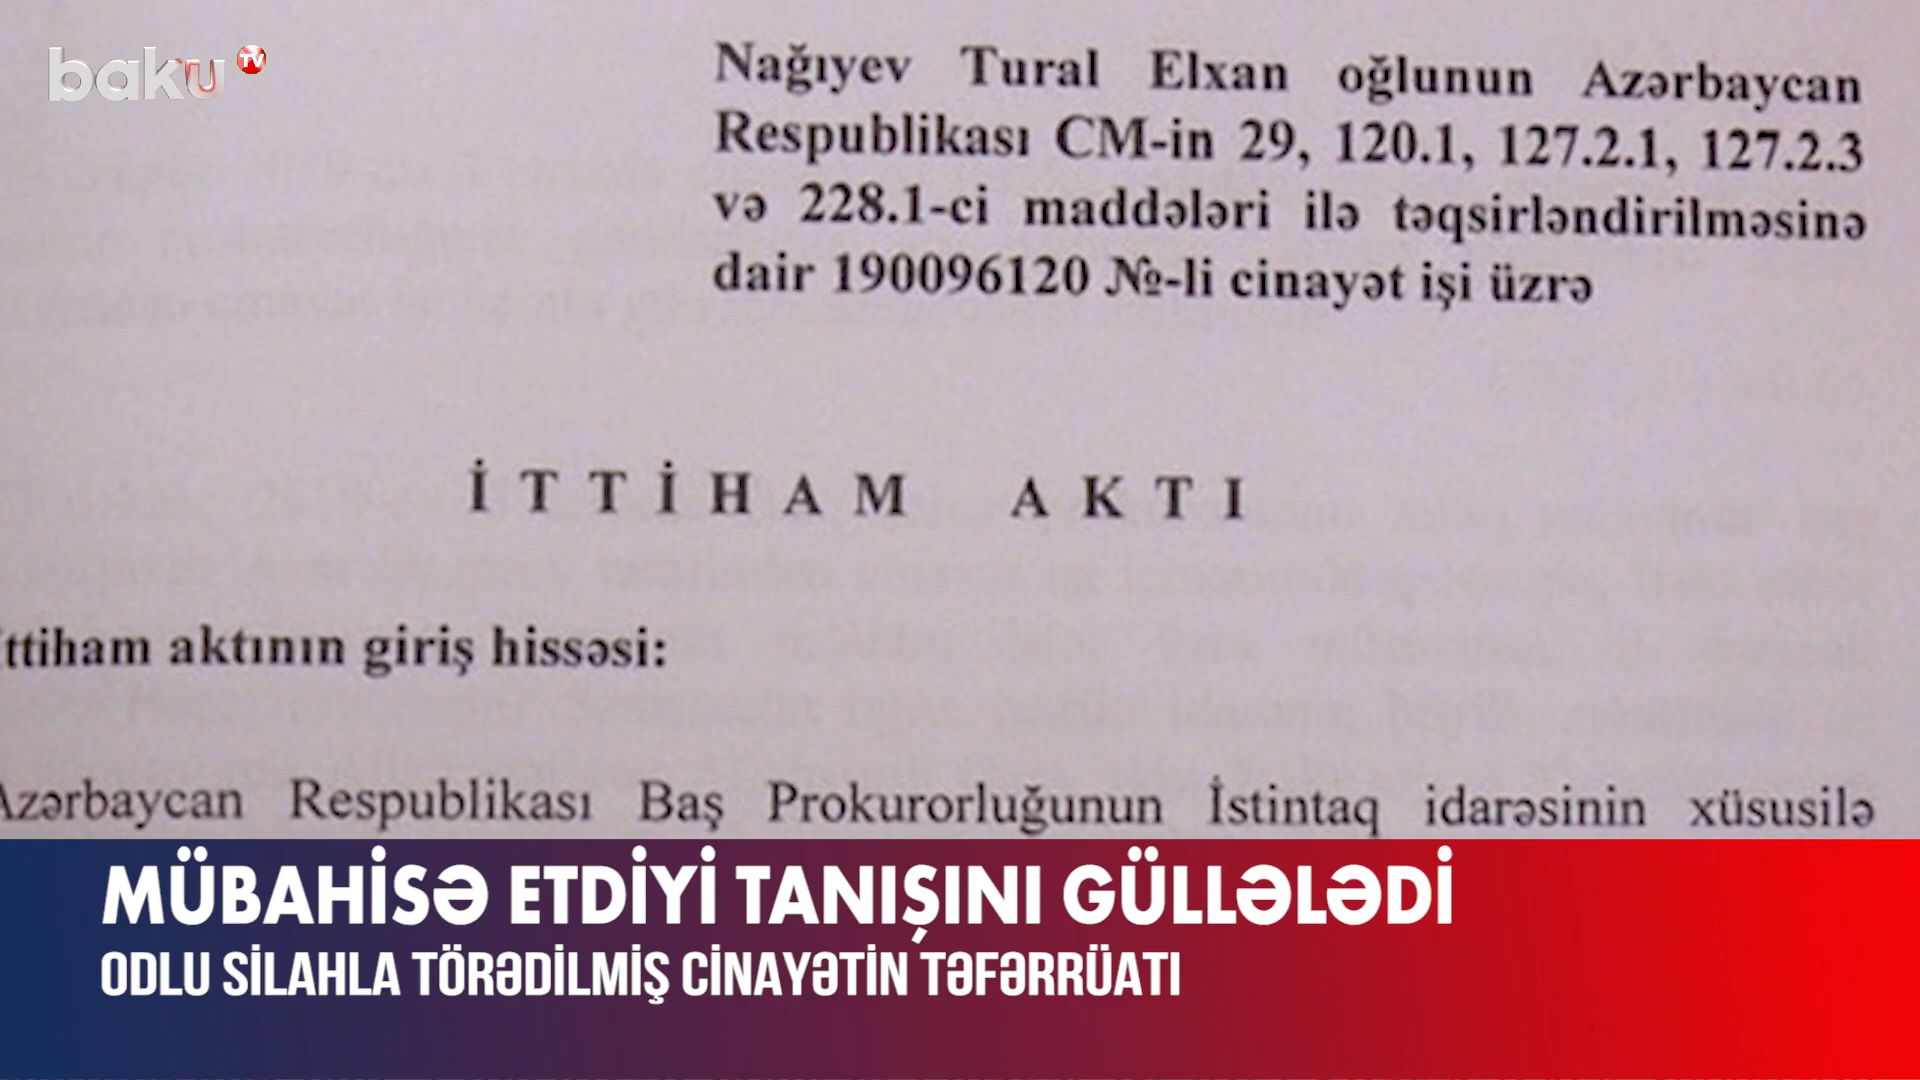 baku TV
Nağıyev Tural Elxan oğlunun Azərbaycan
Respublikası CM-in 29, 120.1, 127.2.1, 127.2.3
və 228.1-ci maddələri ilə təqsirləndirilməsinə
dair 190096120 №-li cinayət işi üzrə
İTTİHAM AKTI
ttiham aktının giriş hissəsi:
Azərbaycan Respublikası Baş Prokurorluğunun İstintaq idarəsinin xüsusilə
MÜBAHİSƏ ETDİYİ TANIŞINI GÜLLƏLƏDİ
ODLU SİLAHLA TÖRƏDİLMİŞ CİNAYƏTİN TƏFƏRRÜATI